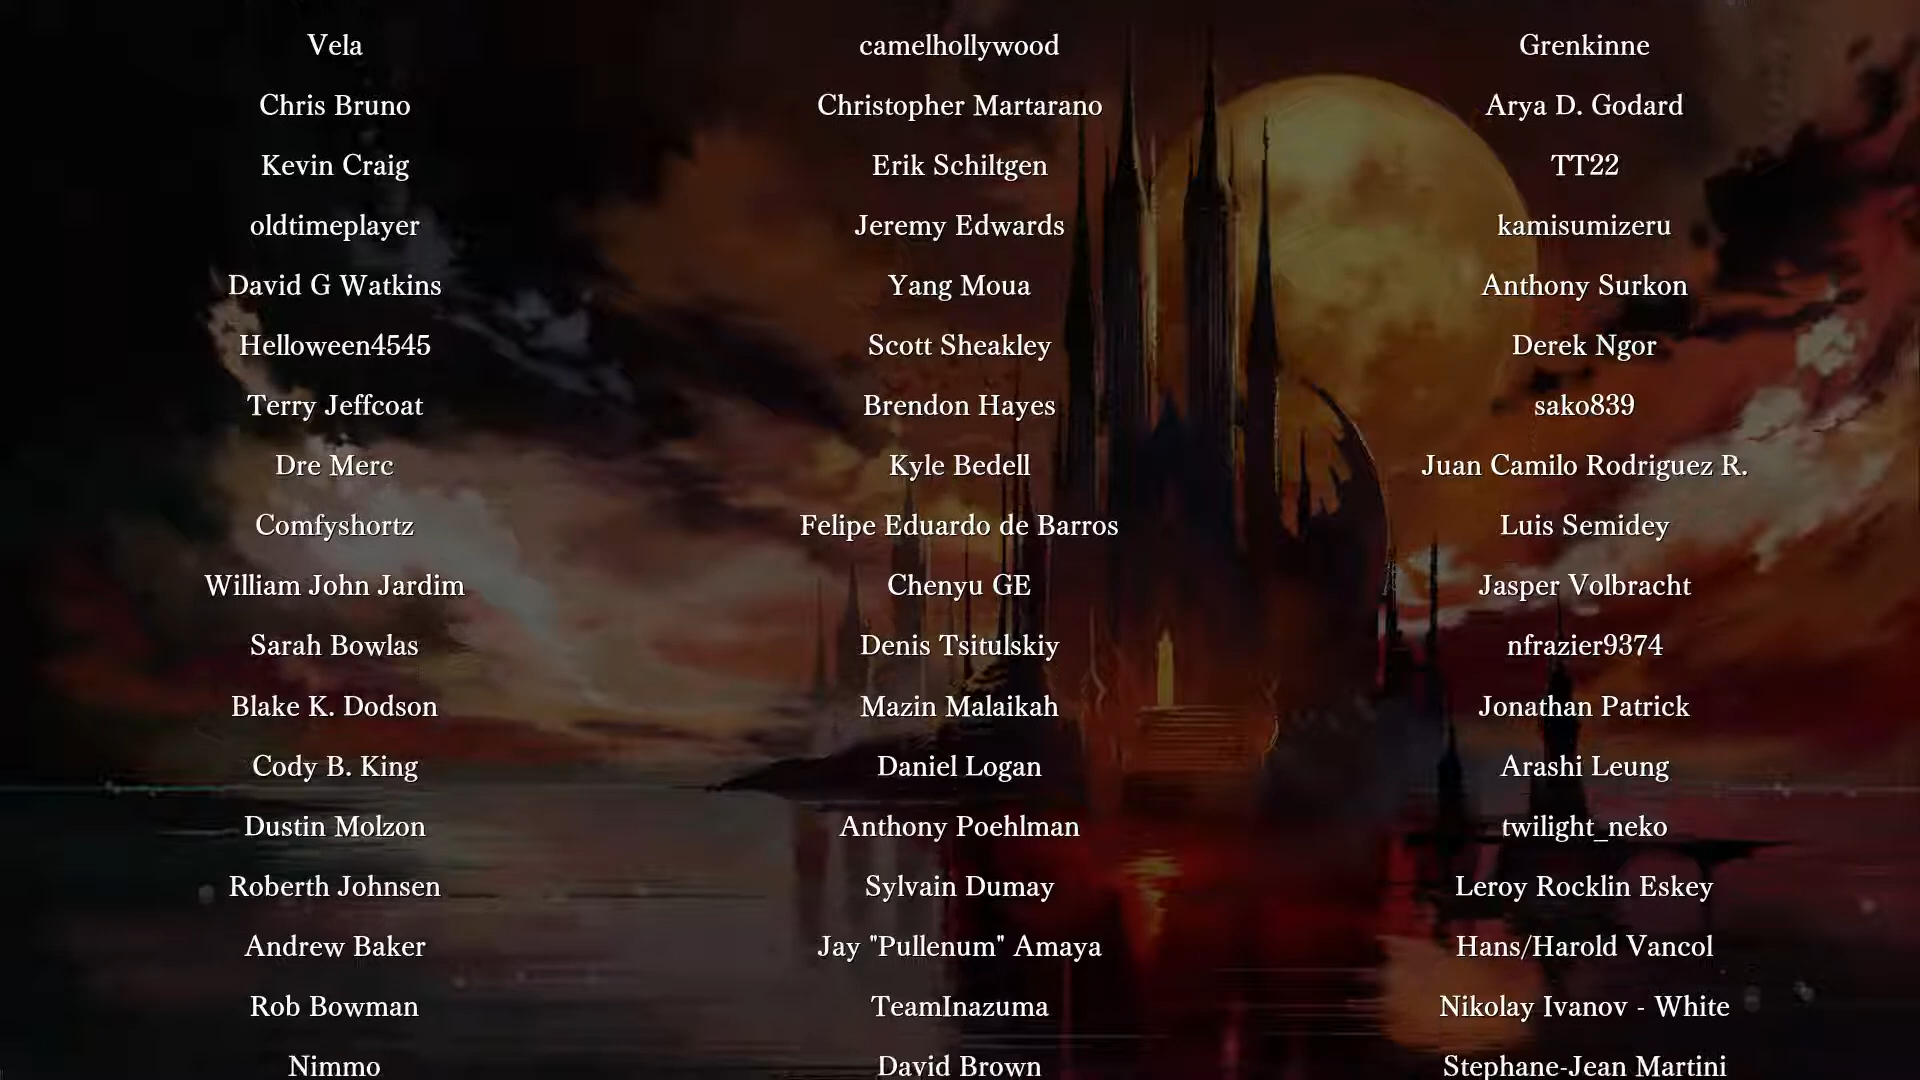 Vela
camelhollywood
Grenkinne
Chris Bruno
Christopher Martarano
Arya D. Godard
Kevin Craig
Erik Schiltgen
TT22
oldtimeplayer
Jeremy Edwards
kamisumizeru
David G Watkins
Yang Moua
Anthony Surkon
Helloween4545
Scott Sheakley
Derek Ngor
Terry Jeffcoat
Brendon Hayes
sako839
Dre Merc
Kyle Bedell
Juan Camilo Rodriguez R.
Comfyshortz
Felipe Eduardo de Barros
Luis Semidey
William John Jardim
Chenyu GE
Jasper Volbracht
Sarah Bowlas
Denis Tsitulskiy
nfrazier9374
Blake K. Dodson
Mazin Malaikah
Jonathan Patrick
Cody B. King
Daniel Logan
Arashi Leung
Dustin Molzon
Anthony Poehlman
twilight_neko
Roberth Johnsen
Sylvain Dumay
Leroy Rocklin Eskey
Andrew Baker
Jay "Pullenum" Amaya
Hans/Harold Vancol
Rob Bowman
TeamInazuma
Nikolay Ivanov - White
Nimmo
David Brown
Stephane-Jean Martini